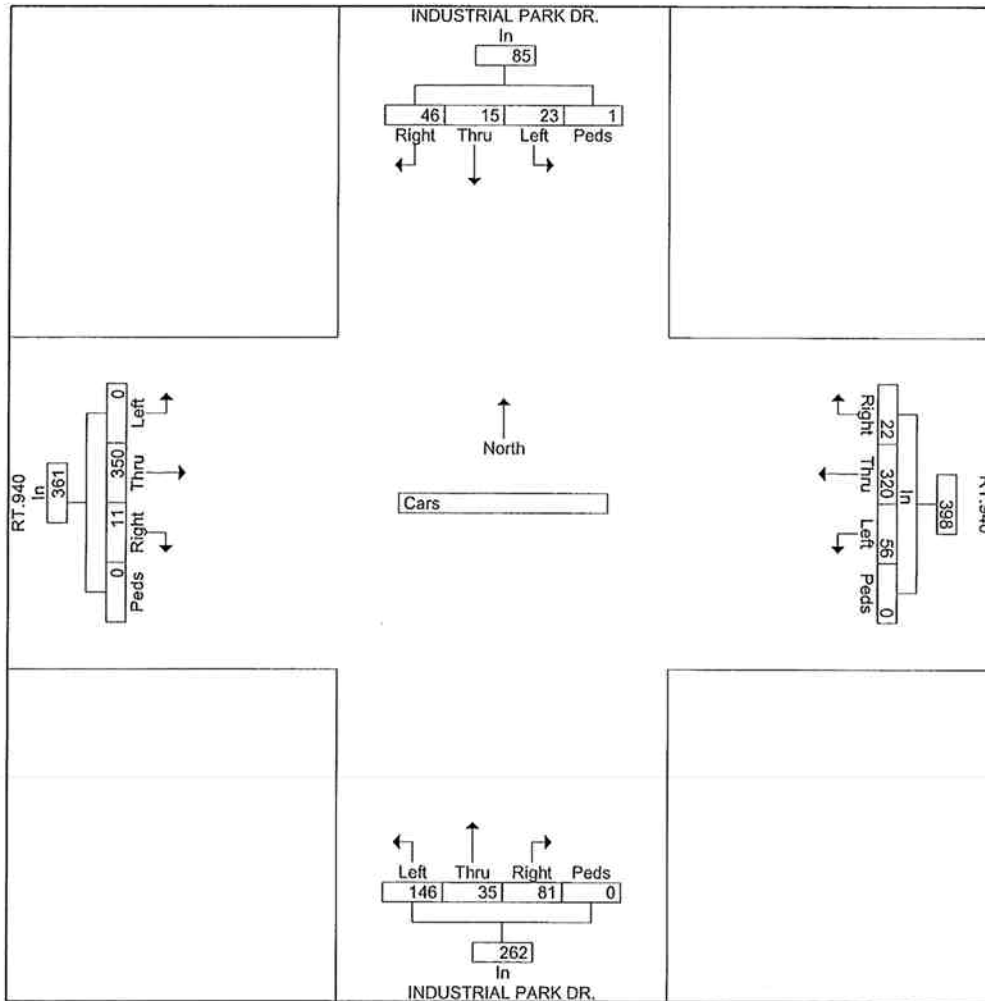 INDUSTRIAL PARK DR.
In
85
46 15 23 1
Right Thru Left Peds
RT.940
In
361
0 350 11 0
Left Thru Right Peds
North
Cars
Right Thru Left Peds
22 320 56 0
In
398
Left Thru Right Peds
146 35 81 0
262
In
INDUSTRIAL PARK DR.